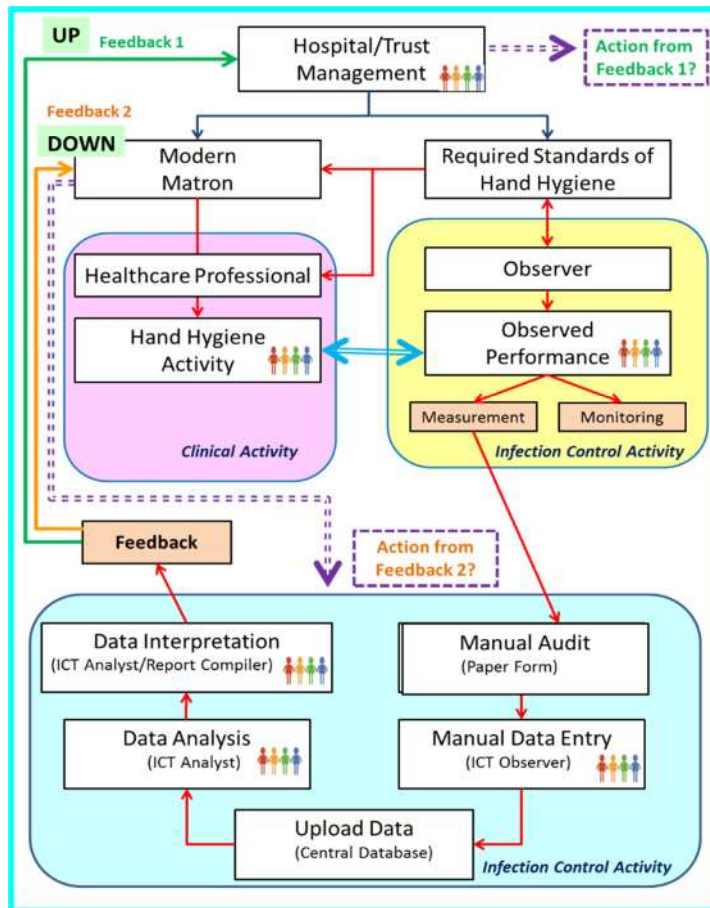 UP
Feedback 1
Hospital/Trust
Management
Action from
Feedback 1?
Feedback 2
DOWN
Modern
Matron
Required Standards of
Hand Hygiene
Healthcare Professional
Observer
Hand Hygiene
Activity
Observed
Performance
Measurement
Monitoring
Clinical Activity
Infection Control Activity
Feedback
Action from
Feedback 2?
Data Interpretation
(ICT Analyst/Report Compiler)
Manual Audit
(Paper Form)
Data Analysis
(ICT Analyst)
Manual Data Entry
(ICT Observer)
Upload Data
(Central Database)
Infection Control Activity